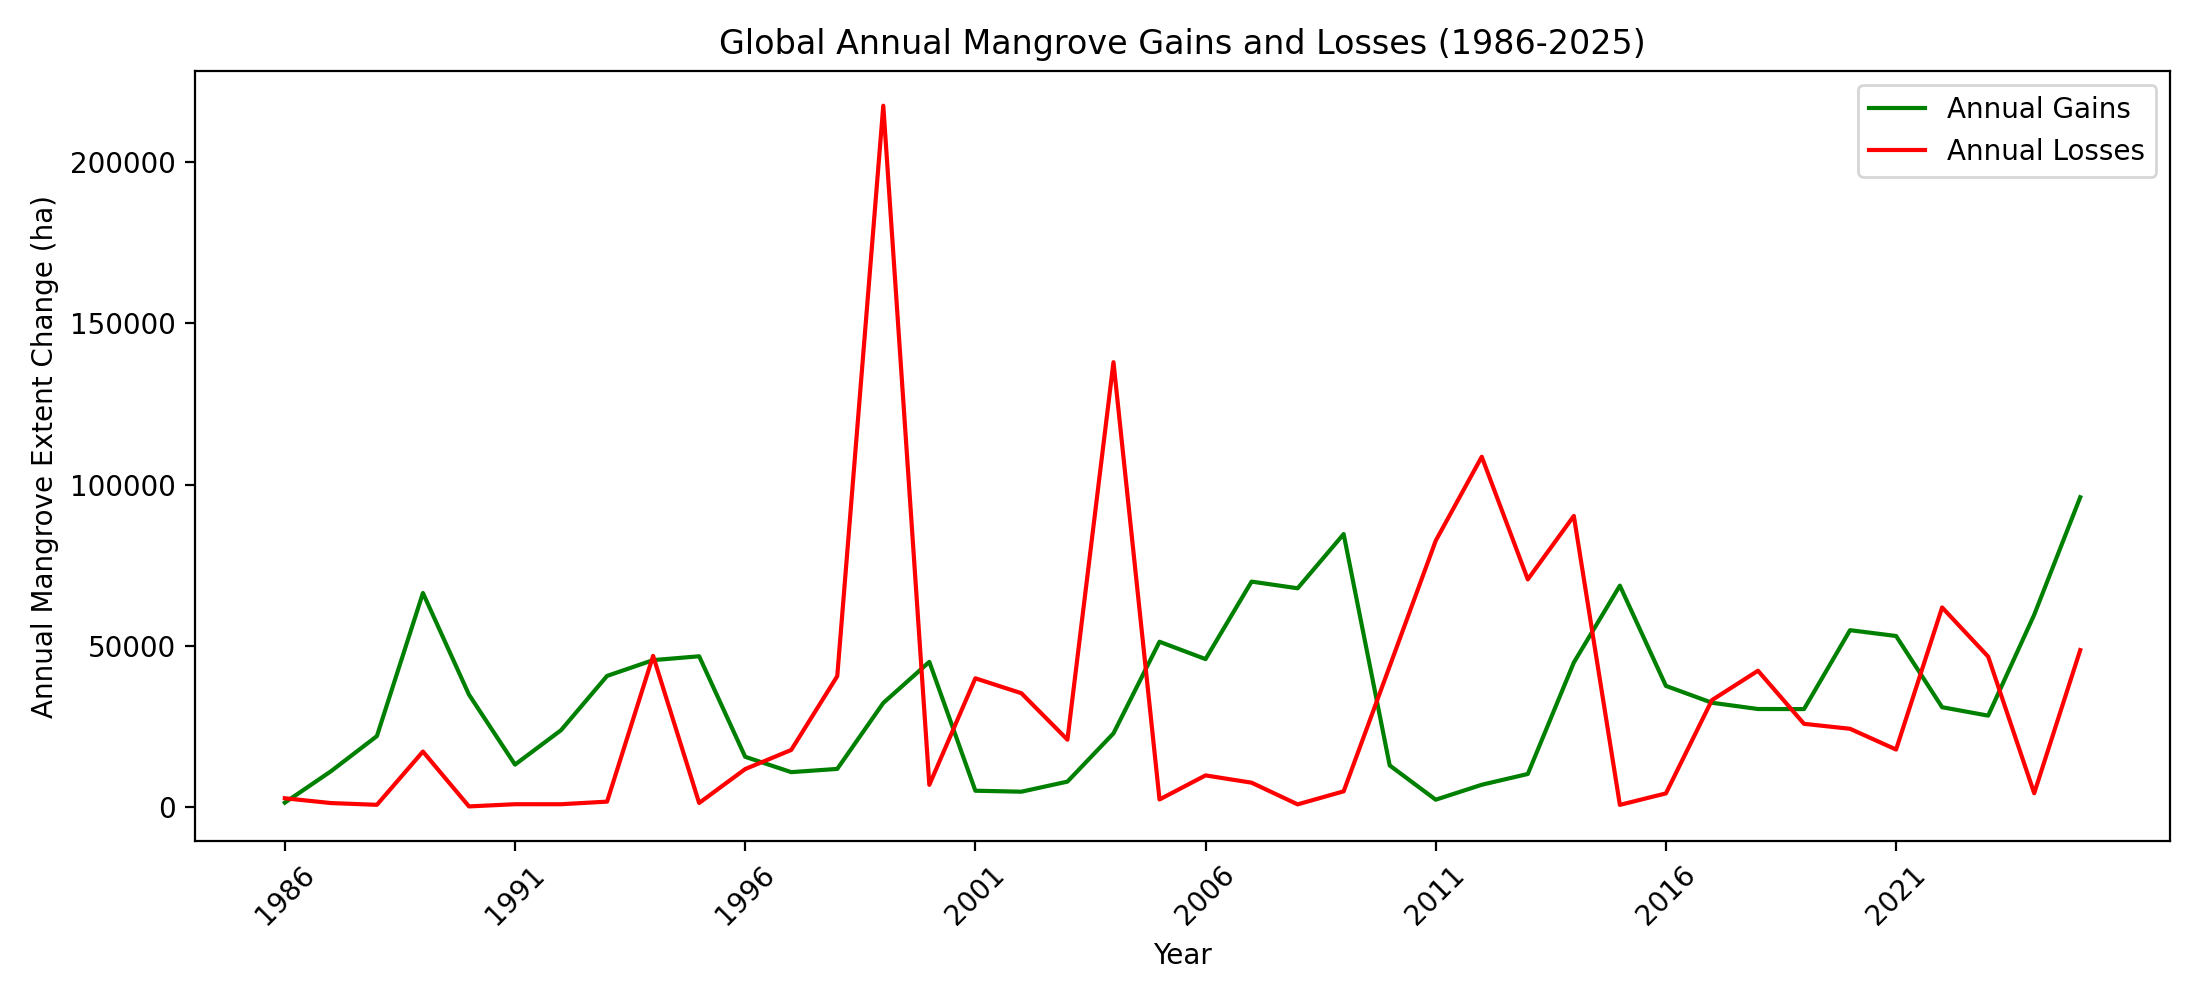 Global Annual Mangrove Gains and Losses (1986-2025)
Annual Gains
Annual Losses
Annual Mangrove Extent Change (ha)
200000
150000
100000
50000
0
1986
1991
1996
2001
2006
2011
2016
2021
Year